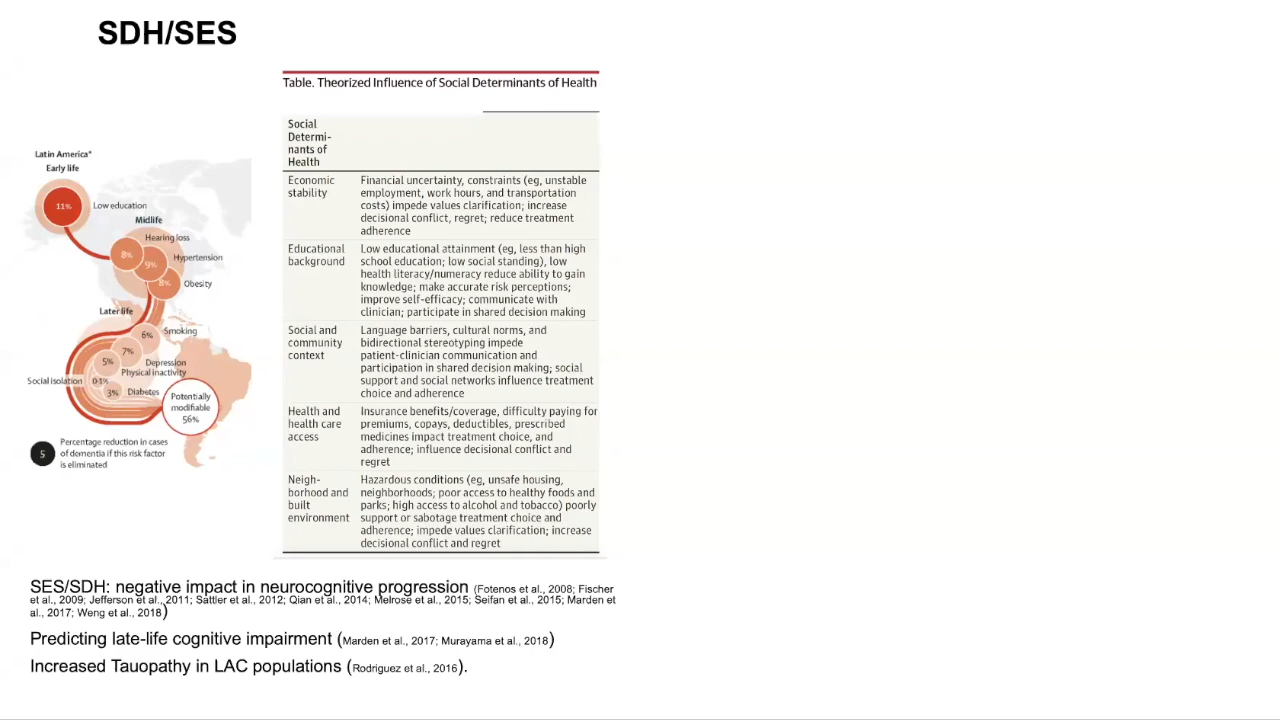 SDH/SES
Table. Theorized Influence of Social Determinants of Health
Social
Determi-
nants of
Health
Economic
stability
Financial uncertainty, constraints (eg, unstable
employment, work hours, and transportation
costs) impede values clarification; increase
decisional conflict, regret; reduce treatment
adherence
Educational
background
Low educational attainment (eg, less than high
school education; low social standing), low
health literacy/numeracy reduce ability to gain
knowledge; make accurate risk perceptions;
improve self-efficacy; communicate with
clinician; participate in shared decision making
Social and
community
context
Language barriers, cultural norms, and
bidirectional stereotyping impede
patient-clinician communication and
participation in shared decision making; social
support and social networks influence treatment
choice and adherence
Health and
health care
access
Insurance benefits/coverage, difficulty paying for
premiums, copays, deductibles, prescribed
medicines impact treatment choice, and
adherence; influence decisional conflict and
regret
Neigh-
borhood and
built
environment
Hazardous conditions (eg, unsafe housing,
neighborhoods; poor access to healthy foods and
parks; high access to alcohol and tobacco) poorly
support or sabotage treatment choice and
adherence; impede values clarification; increase
decisional conflict and regret
Latin America*
Early life
11%
Low education
Midlife
Hearing loss
8%
Hypertension
9%
8%
Obesity
Later life
Smoking
6%
7%
Depression
5%
Physical inactivity
Social isolation
0·1%
Diabetes
3%
Potentially
modifiable
56%
5
Percentage reduction in cases
of dementia if this risk factor
is eliminated
SES/SDH: negative impact in neurocognitive progression (Fotenos et al., 2008; Fischer
et al., 2009; Jefferson et al., 2011; Sattler et al., 2012; Qian et al., 2014; Melrose et al., 2015; Seifan et al., 2015; Marden et
al., 2017; Weng et al., 2018)
Predicting late-life cognitive impairment (Marden et al., 2017; Murayama et al., 2018)
Increased Tauopathy in LAC populations (Rodriguez et al., 2016).